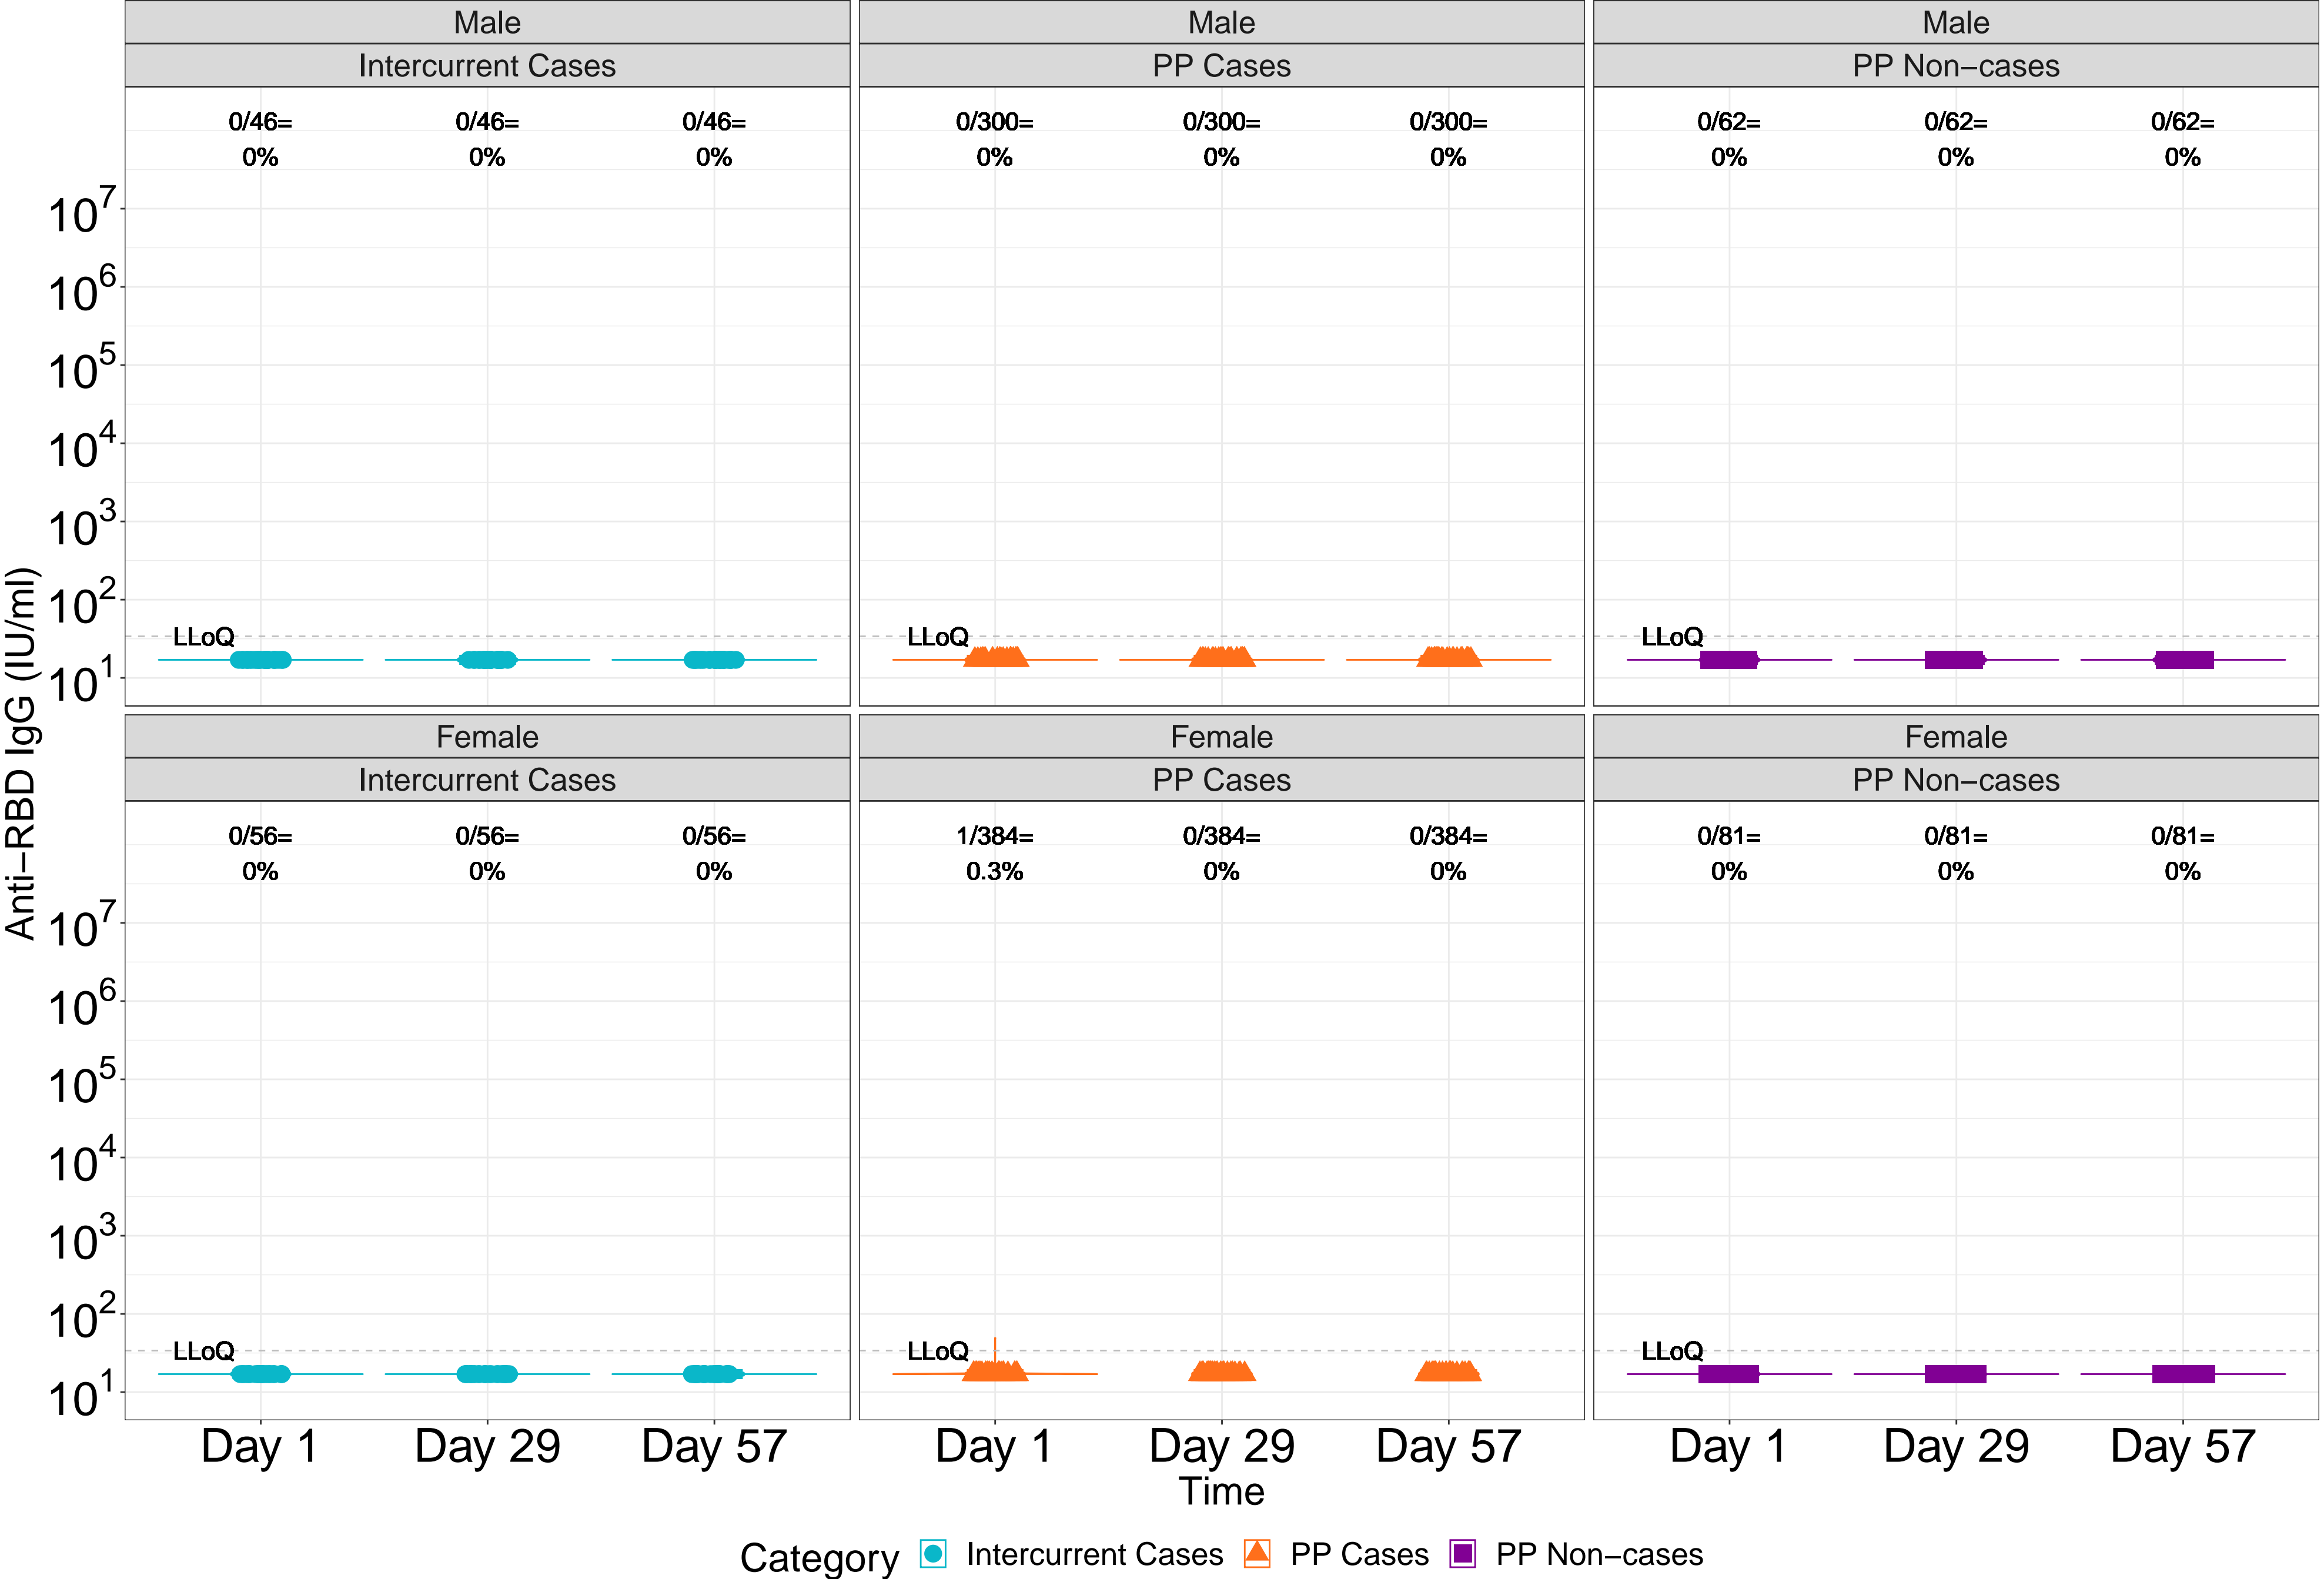 Male
Male
Male
Intercurrent Cases
PP Cases
PP Non−cases
0/46=
0%
0/46=
0%
0/46=
0%
0/300=
0%
0/300=
0%
0/300=
0%
0/62=
0%
0/62=
0%
0/62=
0%
10^7
10^6
10^5
10^4
10^3
10^2
10^1
LLoQ
LLoQ
LLoQ
Anti−RBD IgG (IU/ml)
Female
Female
Female
Intercurrent Cases
PP Cases
PP Non−cases
0/56=
0%
0/56=
0%
0/56=
0%
1/384=
0.3%
0/384=
0%
0/384=
0%
0/81=
0%
0/81=
0%
0/81=
0%
10^7
10^6
10^5
10^4
10^3
10^2
10^1
LLoQ
LLoQ
LLoQ
Day 1 Day 29 Day 57
Day 1 Day 29 Day 57
Day 1 Day 29 Day 57
Time
Category Intercurrent Cases PP Cases PP Non−cases